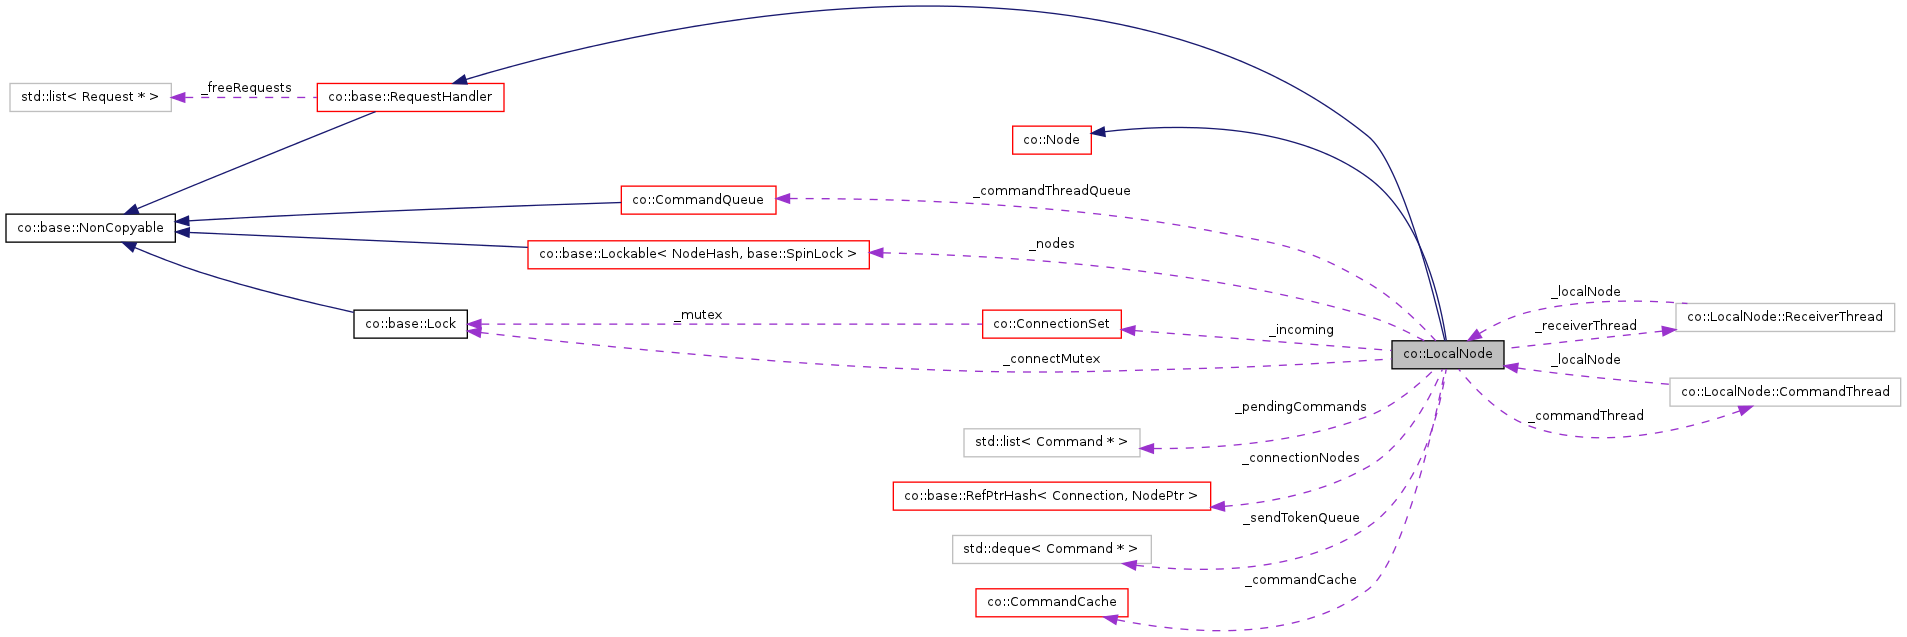 std::list< Request * >
_freeRequests
co::base::RequestHandler
co::Node
_commandThreadQueue
co::CommandQueue
co::base::NonCopyable
_nodes
co::base::Lockable< NodeHash, base::SpinLock >
_localNode
co::LocalNode::ReceiverThread
_mutex
co::base::Lock
co::ConnectionSet
_incoming
_receiverThread
co::LocalNode
_connectMutex
_localNode
co::LocalNode::CommandThread
_pendingCommands
_commandThread
std::list< Command * >
_connectionNodes
co::base::RefPtrHash< Connection, NodePtr >
_sendTokenQueue
std::deque< Command * >
_commandCache
co::CommandCache